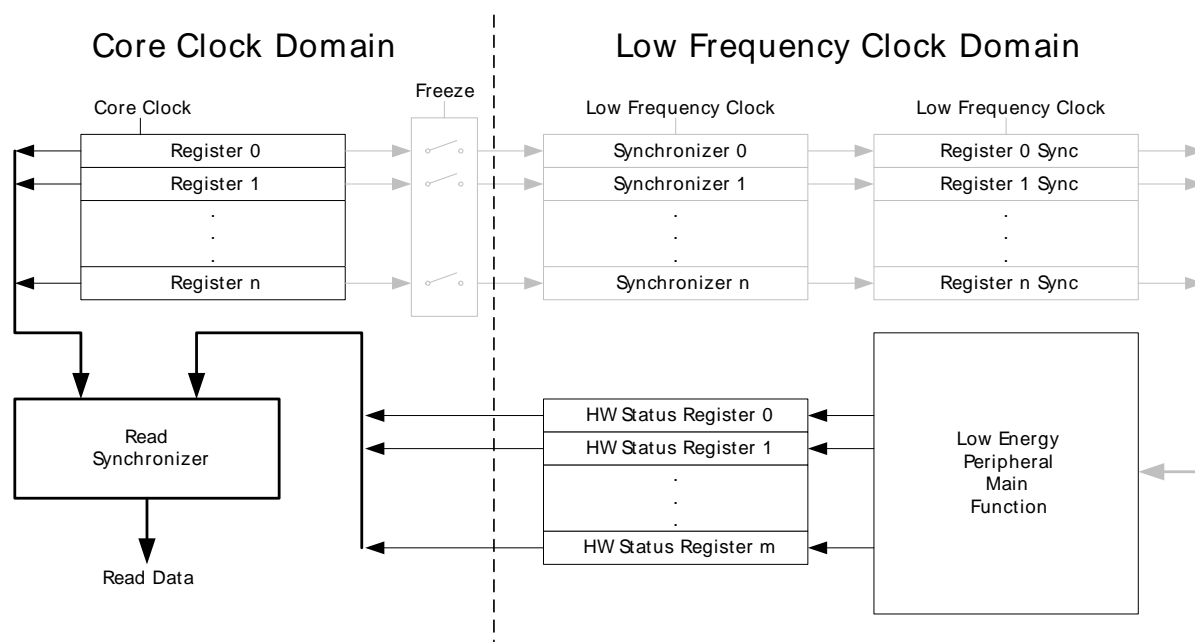 Core Clock Domain
Low Frequency Clock Domain
Freeze
Core Clock
Low Frequency Clock
Low Frequency Clock
Register 0
Synchronizer 0
Register 0 Sync
Register 1
Synchronizer 1
Register 1 Sync
.
.
.
.
.
.
.
.
.
Register n
Synchronizer n
Register n Sync
HW Status Register 0
HW Status Register 1
.
.
.
HW Status Register m
Read
Synchronizer
Low Energy
Peripheral
Main
Function
Read Data